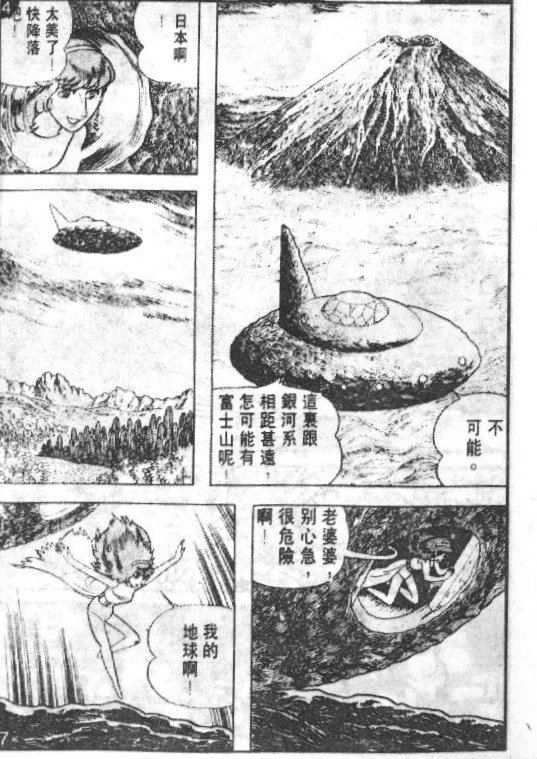 不
可能。
這裏跟
銀河系
相距甚遠，
怎可能有
富士山呢！
日本啊
！
太美了！
快降落
吧！
老婆婆，
別心急，
很危險
啊！
我的
地球啊！
7